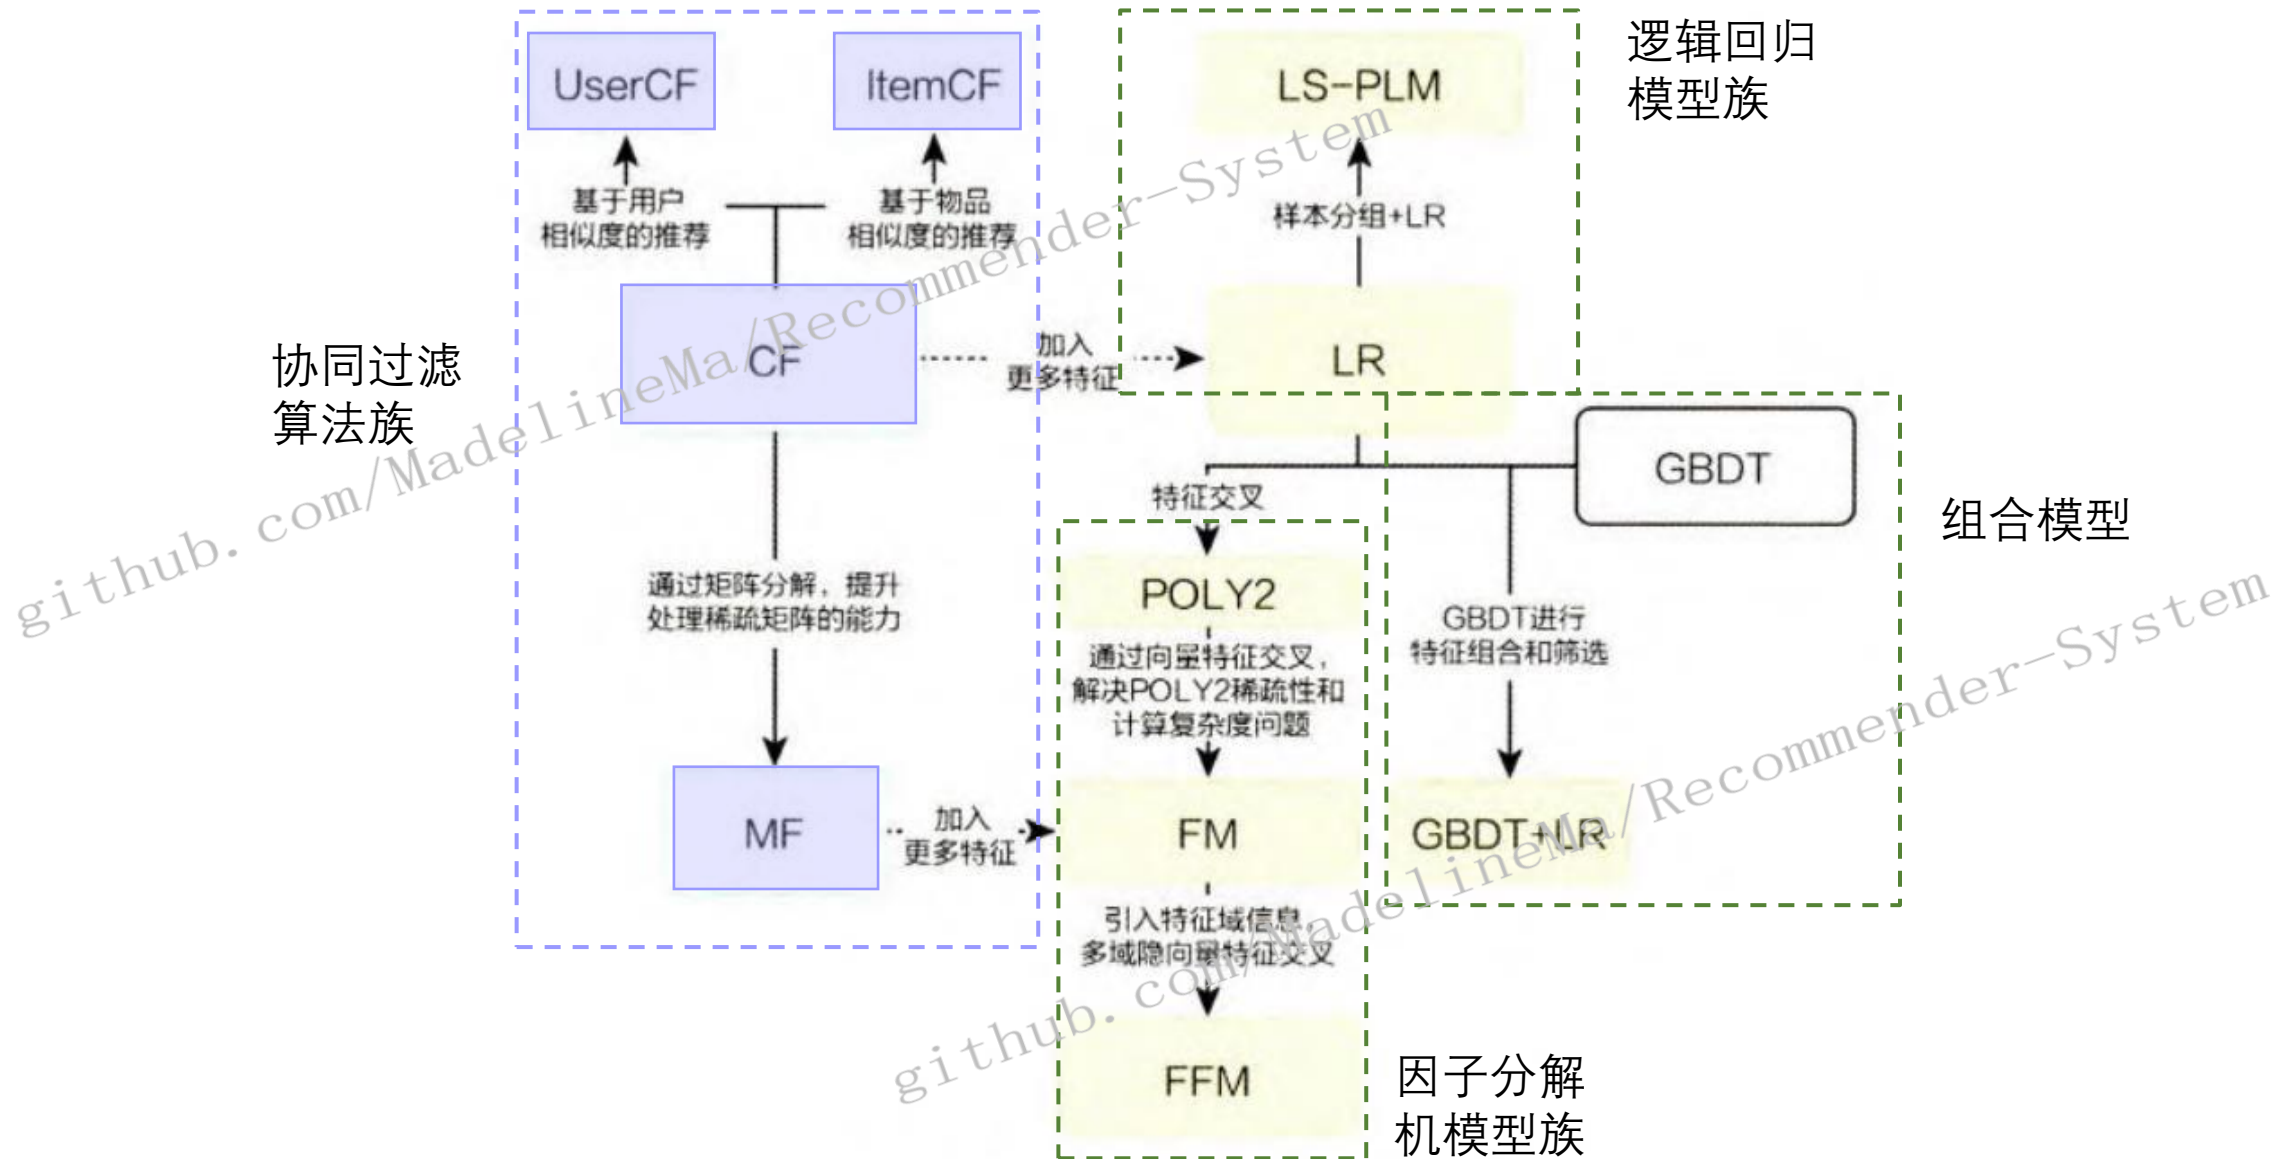 UserCF
ItemCF
LS-PLM
逻辑回归
模型族
基于用户
相似度的推荐
基于物品
相似度的推荐
样本分组+LR
协同过滤
算法族
CF
加入
更多特征
LR
GBDT
特征交叉
组合模型
POLY2
通过矩阵分解，提升
处理稀疏矩阵的能力
GBDT进行
特征组合和筛选
通过向量特征交叉，
解决POLY2稀疏性和
计算复杂度问题
MF
加入
更多特征
FM
GBDT+LR
引入特征域信息，
多域隐向量特征交叉
FFM
因子分解
机模型族
github.com/MadelineMa/Recommender-System
github.com/MadelineMa/Recommender-System